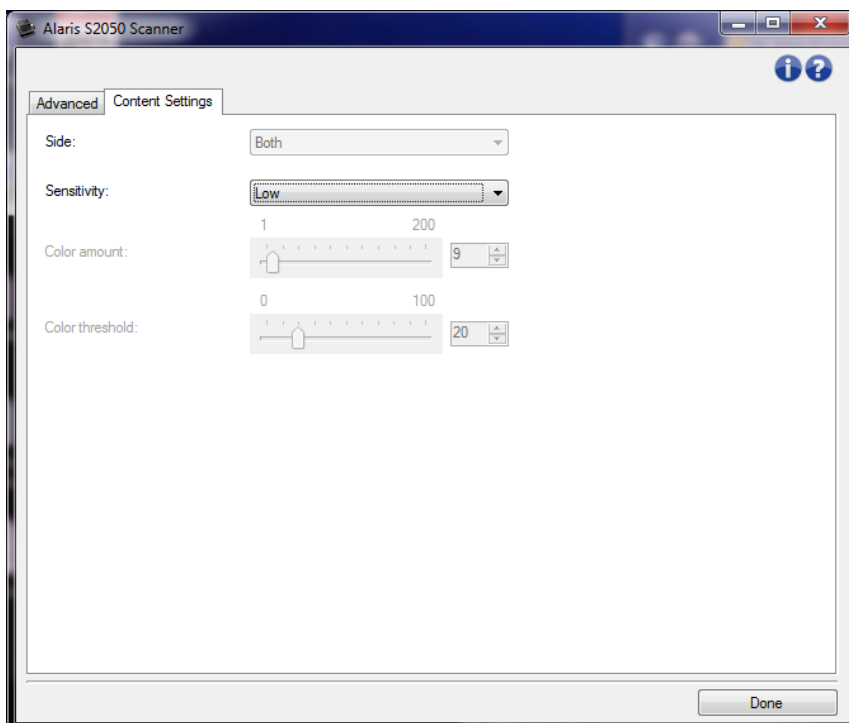 Alaris S2050 Scanner
Advanced Content Settings
Side: Both
Sensitivity: Low
1 200
Color amount: 9
0 100
Color threshold: 20
Done